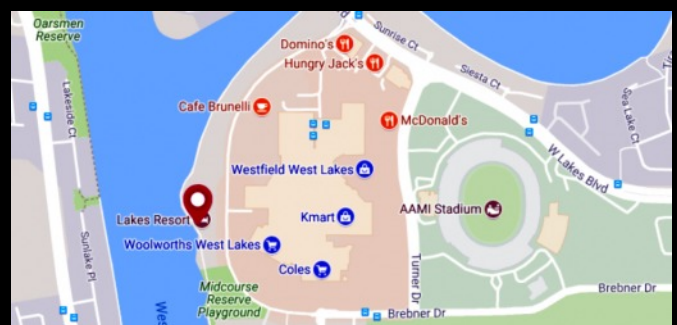 Oarsmen
Reserve
Lakeside Ct
Sunlake Pl
Domino's
Hungry Jack's
Sunrise Ct
Siesta Ct
Cafe Brunelli
McDonald's
Sea Lake Ct
W Lakes Blvd
Westfield West Lakes
Lakes Resort
Kmart
AAMI Stadium
Woolworths West Lakes
Coles
Turner Dr
Midcourse
Reserve
Playground
Brebner Dr
Brebner Dr